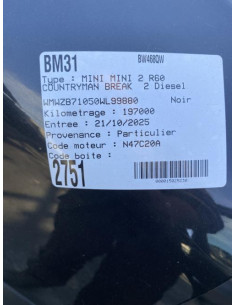 BM31
BW460QW
Type : MINI MINI 2 R60
COUNTRYMAN BREAK 2 Diesel
WMWZB71050WL99880 Noir
Kilometrage : 197000
Entree : 21/10/2025
Provenance : Particulier
Code moteur : N47C20A
Code boite :
2751